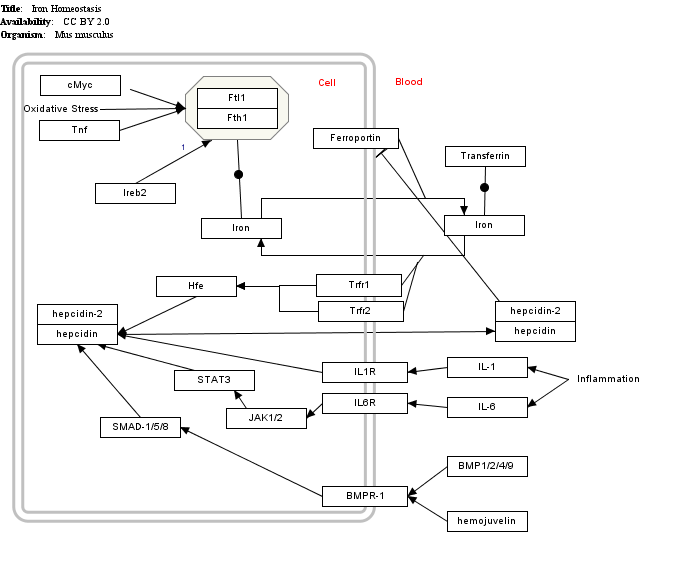 Title: Iron Homeostasis
Availability: CC BY 2.0
Organism: Mus musculus
Cell
Blood
cMyc
Oxidative Stress
Tnf
Ftl1
Fth1
1
Ireb2
Ferroportin
Transferrin
Iron
Iron
Hfe
Trfr1
Trfr2
hepcidin-2
hepcidin
hepcidin-2
hepcidin
STAT3
IL1R
IL-1
Inflammation
JAK1/2
IL6R
IL-6
SMAD-1/5/8
BMP1/2/4/9
BMPR-1
hemojuvelin